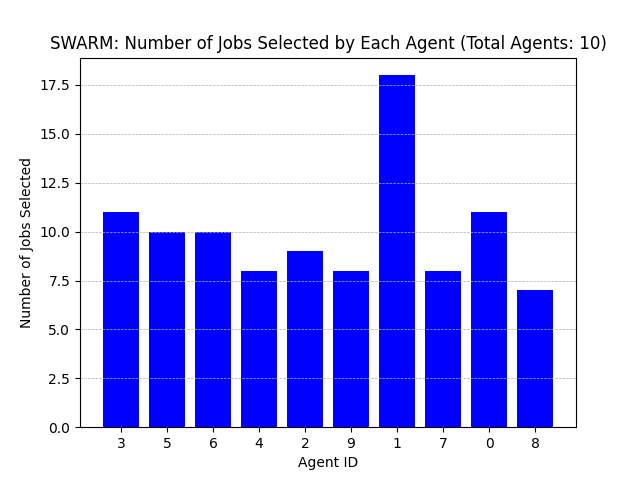 SWARM: Number of Jobs Selected by Each Agent (Total Agents: 10)
17.5
15.0
12.5
10.0
7.5
5.0
2.5
0.0
Number of Jobs Selected
3 5 6 4 2 9 1 7 0 8
Agent ID